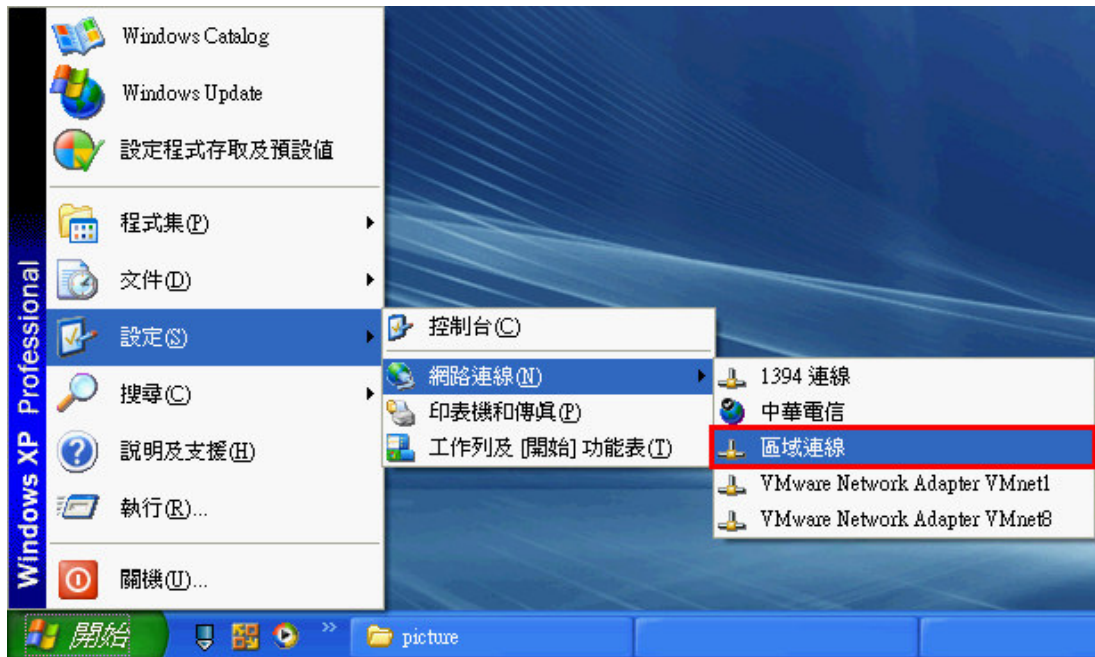 Windows Catalog
Windows Update
設定程式存取及預設值
程式集(P)
文件(D)
設定(S)
搜尋(C)
說明及支援(H)
執行(R)...
關機(U)...
Windows XP Professional
控制台(C)
網路連線(N)
印表機和傳真(P)
工作列及 [開始] 功能表(T)
1394 連線
中華電信
區域連線
VMware Network Adapter VMnet1
VMware Network Adapter VMnet8
開始
picture